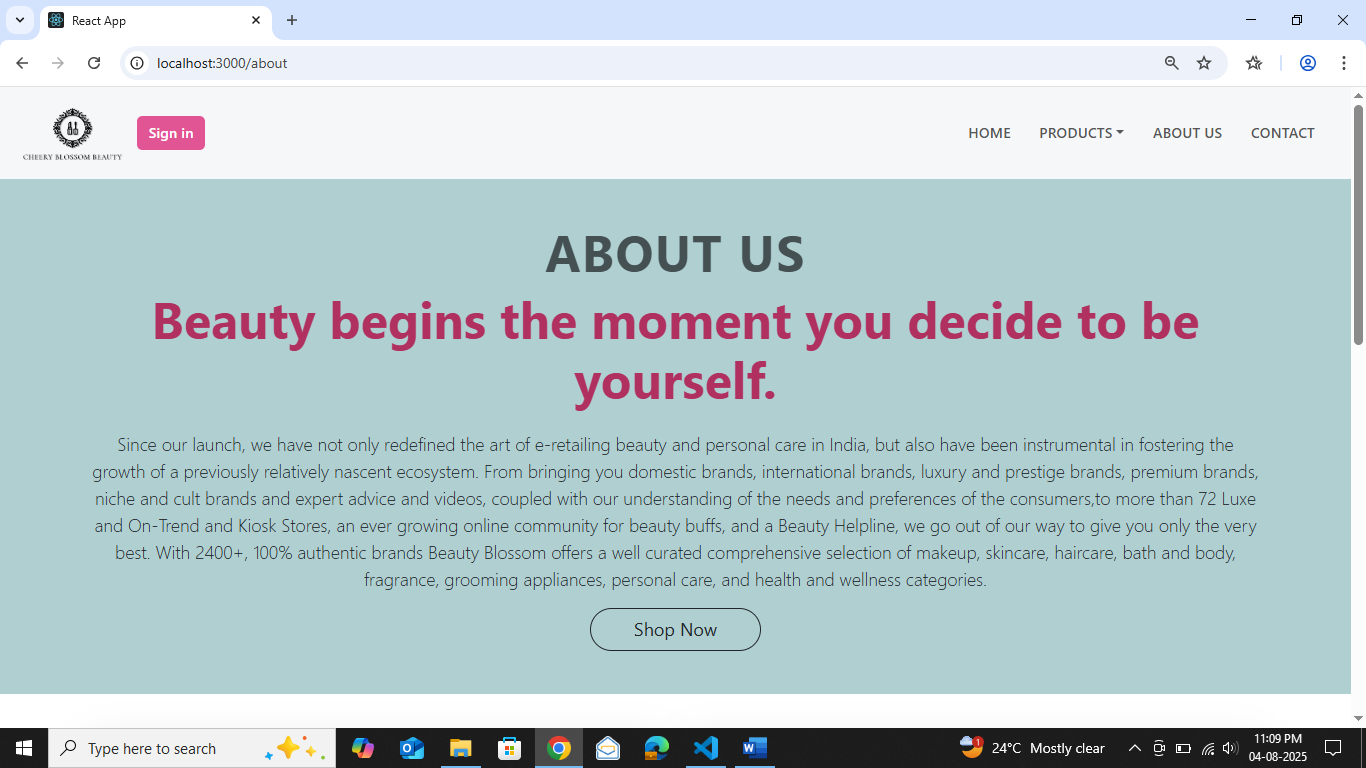 React App
localhost:3000/about
CHEERY BLOSSOM BEAUTY
Sign in
HOME
PRODUCTS
ABOUT US
CONTACT
ABOUT US
Beauty begins the moment you decide to be
yourself.
Since our launch, we have not only redefined the art of e-retailing beauty and personal care in India, but also have been instrumental in fostering the
growth of a previously relatively nascent ecosystem. From bringing you domestic brands, international brands, luxury and prestige brands, premium brands,
niche and cult brands and expert advice and videos, coupled with our understanding of the needs and preferences of the consumers,to more than 72 Luxe
and On-Trend and Kiosk Stores, an ever growing online community for beauty buffs, and a Beauty Helpline, we go out of our way to give you only the very
best. With 2400+, 100% authentic brands Beauty Blossom offers a well curated comprehensive selection of makeup, skincare, haircare, bath and body,
fragrance, grooming appliances, personal care, and health and wellness categories.
Shop Now
Type here to search
1
24°C Mostly clear
11:09 PM
04-08-2025